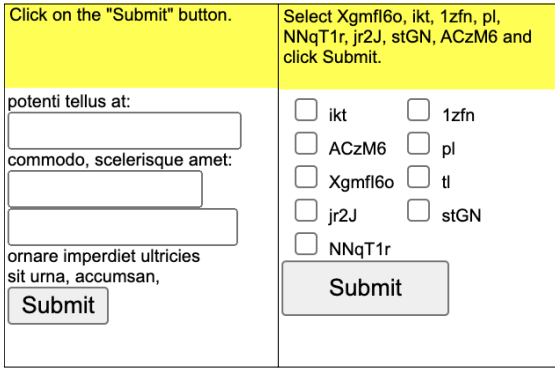 Click on the "Submit" button.
potenti tellus at:
commodo, scelerisque amet:
ornare imperdiet ultricies
sit urna, accumsan,
Submit
Select Xgmfl6o, ikt, 1zfn, pl,
NNqT1r, jr2J, stGN, ACzM6 and
click Submit.
ikt 1zfn
ACzM6 pl
Xgmfl6o tl
jr2J stGN
NNqT1r
Submit